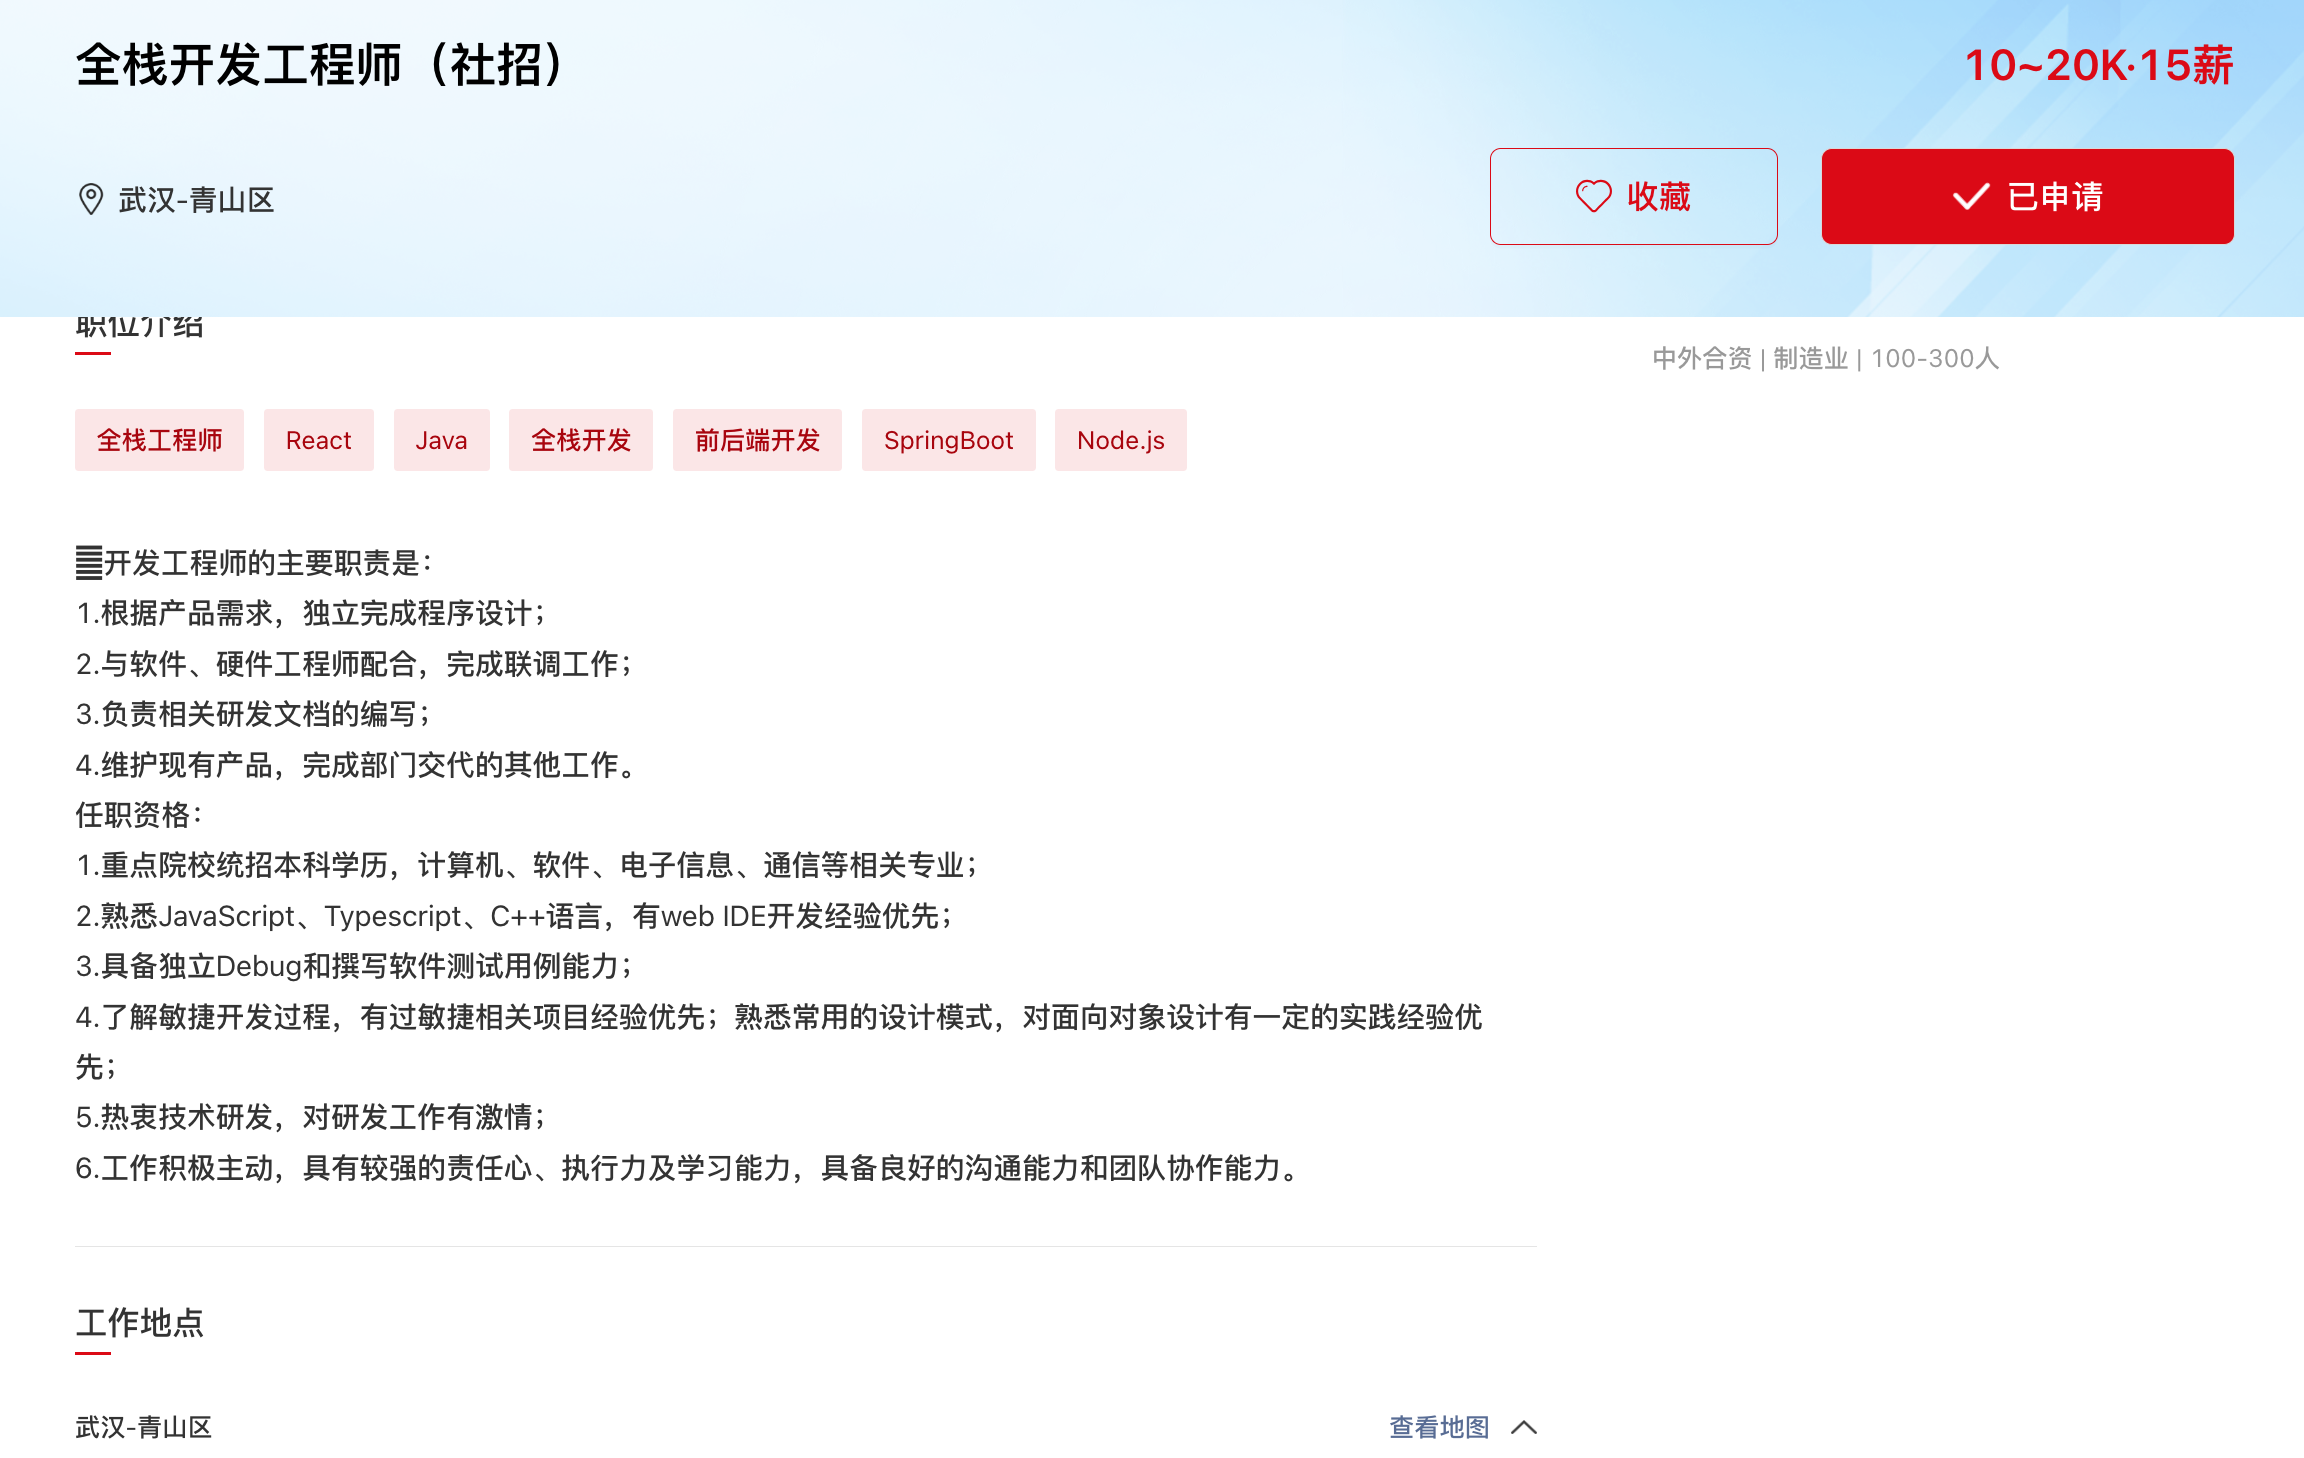 全栈开发工程师（社招）
10~20K·15薪
武汉-青山区
收藏
已申请
职位介绍
中外合资 | 制造业 | 100-300人
全栈工程师 React Java 全栈开发 前后端开发 SpringBoot Node.js
开发工程师的主要职责是：
1.根据产品需求，独立完成程序设计；
2.与软件、硬件工程师配合，完成联调工作；
3.负责相关研发文档的编写；
4.维护现有产品，完成部门交代的其他工作。
任职资格：
1.重点院校统招本科学历，计算机、软件、电子信息、通信等相关专业；
2.熟悉JavaScript、Typescript、C++语言，有web IDE开发经验优先；
3.具备独立Debug和撰写软件测试用例能力；
4.了解敏捷开发过程，有过敏捷相关项目经验优先；熟悉常用的设计模式，对面向对象设计有一定的实践经验优
先；
5.热衷技术研发，对研发工作有激情；
6.工作积极主动，具有较强的责任心、执行力及学习能力，具备良好的沟通能力和团队协作能力。
工作地点
武汉-青山区
查看地图